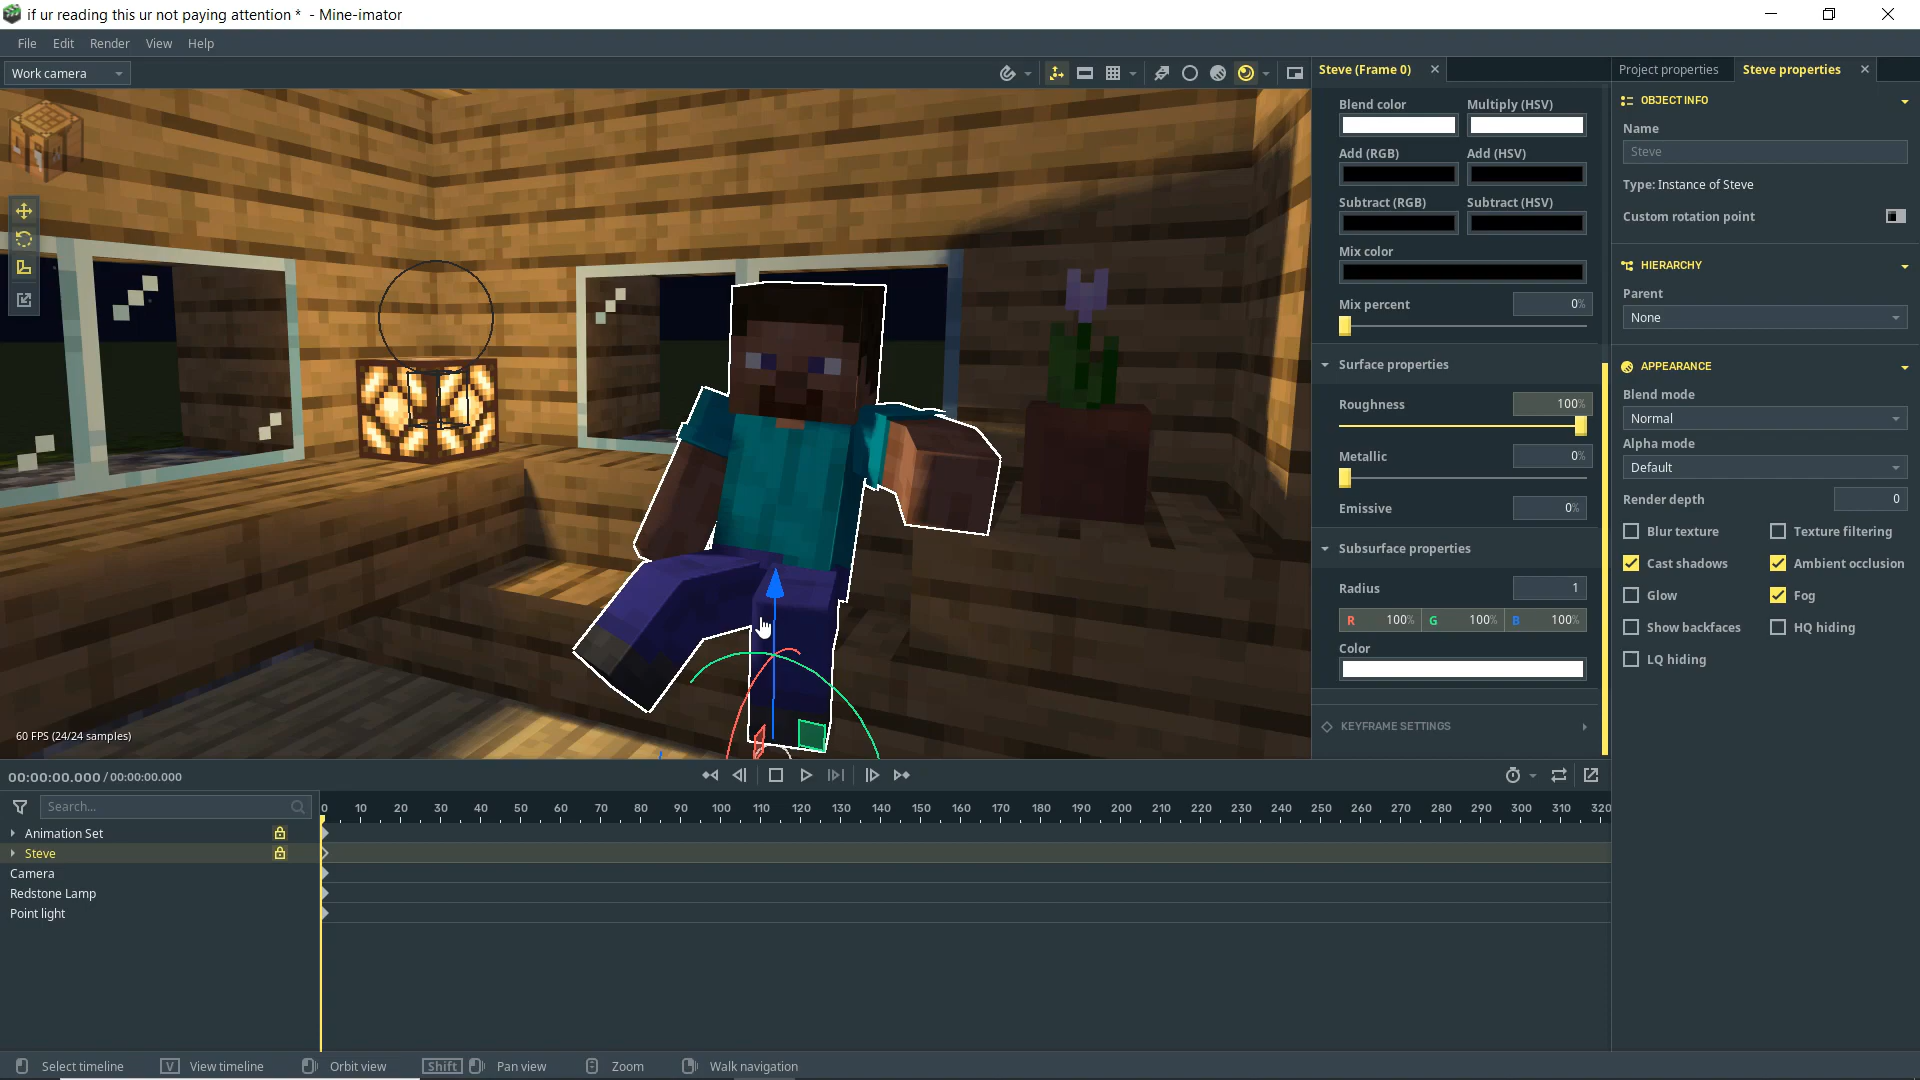 if ur reading this ur not paying attention * - Mine-imator
File Edit Render View Help
Work camera
Steve (Frame 0)
Project properties
Steve properties
Blend color
Multiply (HSV)
Add (RGB)
Add (HSV)
Subtract (RGB)
Subtract (HSV)
Mix color
Mix percent
0%
Surface properties
Roughness
100%
Metallic
0%
Emissive
0%
Subsurface properties
Radius
1
R 100% G 100% B 100%
Color
KEYFRAME SETTINGS
OBJECT INFO
Name
Steve
Type: Instance of Steve
Custom rotation point
HIERARCHY
Parent
None
APPEARANCE
Blend mode
Normal
Alpha mode
Default
Render depth
0
Blur texture
Texture filtering
Cast shadows
Ambient occlusion
Glow
Fog
Show backfaces
HQ hiding
LQ hiding
60 FPS (24/24 samples)
00:00:00.000 / 00:00:00.000
Search...
0 10 20 30 40 50 60 70 80 90 100 110 120 130 140 150 160 170 180 190 200 210 220 230 240 250 260 270 280 290 300 310 320
Animation Set
Steve
Camera
Redstone Lamp
Point light
Select timeline
V View timeline
Orbit view
Shift Pan view
Zoom
Walk navigation